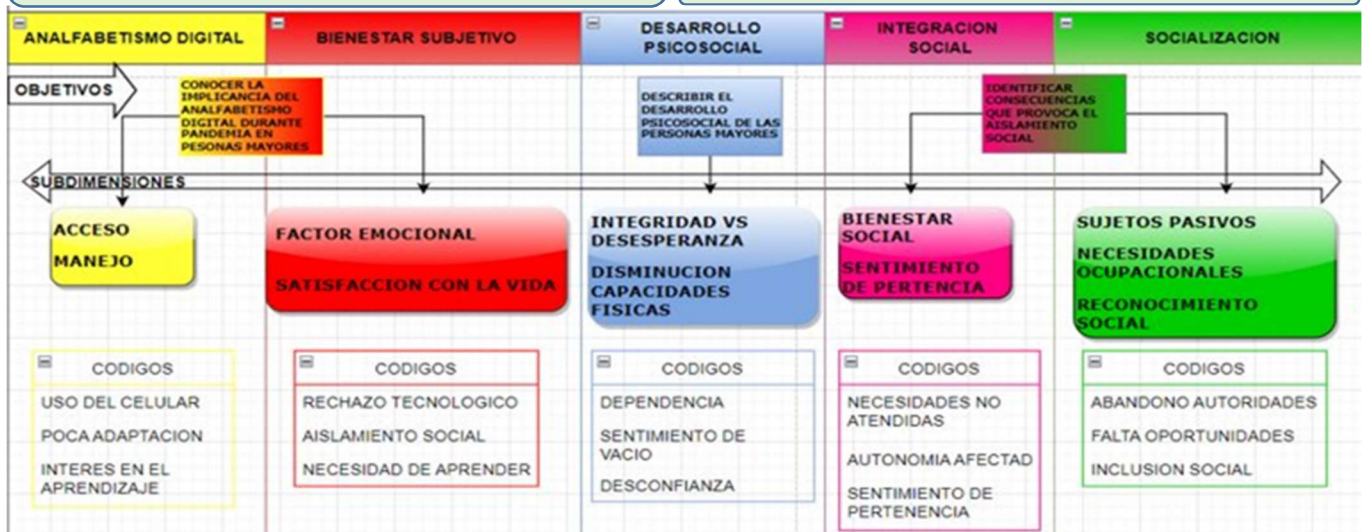 ANALFABETISMO DIGITAL
BIENESTAR SUBJETIVO
DESARROLLO
PSICOSOCIAL
INTEGRACION
SOCIAL
SOCIALIZACION
OBJETIVOS
CONOCER LA
IMPLICANCIA DEL
ANALFABETISMO
DIGITAL DURANTE
PANDEMIA EN
PESONAS MAYORES
DESCRIBIR EL
DESARROLLO
PSICOSOCIAL DE LAS
PERSONAS MAYORES
IDENTIFICAR
CONSECUENCIAS
QUE PROVOCA EL
AISLAMIENTO
SOCIAL
SUBDIMENSIONES
ACCESO
MANEJO
FACTOR EMOCIONAL
SATISFACCION CON LA VIDA
INTEGRIDAD VS
DESESPERANZA
DISMINUCION
CAPACIDADES
FISICAS
BIENESTAR
SOCIAL
SENTIMIENTO
DE PERTENCIA
SUJETOS PASIVOS
NECESIDADES
OCUPACIONALES
RECONOCIMIENTO
SOCIAL
CODIGOS
USO DEL CELULAR
POCA ADAPTACION
INTERES EN EL
APRENDIZAJE
CODIGOS
RECHAZO TECNOLOGICO
AISLAMIENTO SOCIAL
NECESIDAD DE APRENDER
CODIGOS
DEPENDENCIA
SENTIMIENTO DE
VACIO
DESCONFIANZA
CODIGOS
NECESIDADES NO
ATENDIDAS
AUTONOMIA AFECTAD
SENTIMIENTO DE
PERTENENCIA
CODIGOS
ABANDONO AUTORIDADES
FALTA OPORTUNIDADES
INCLUSION SOCIAL